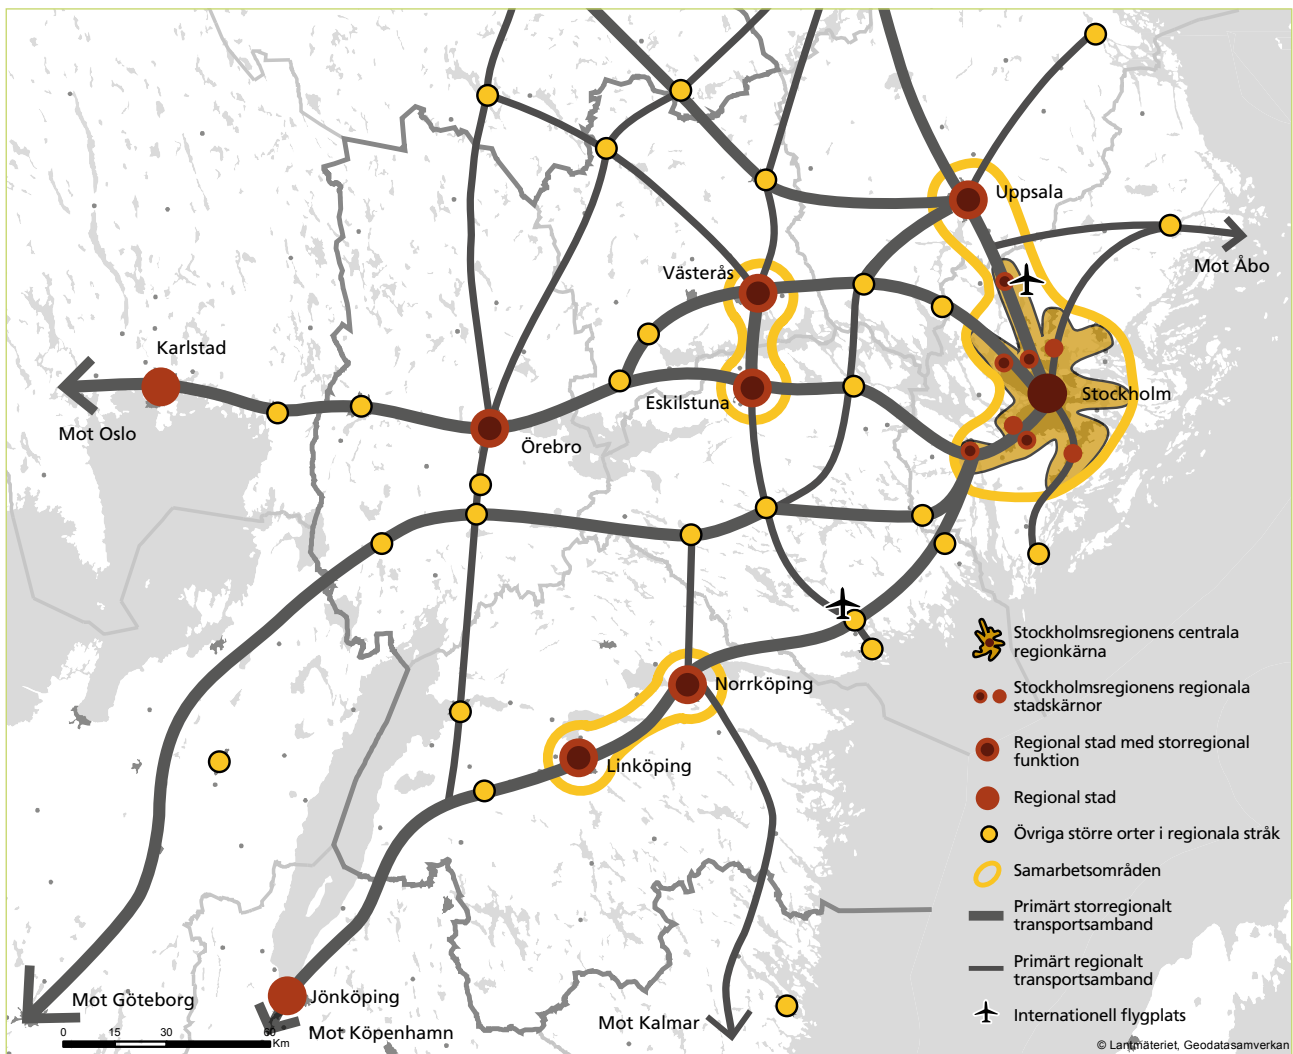 Uppsala
Mot Åbo
Västerås
Karlstad
Stockholm
Eskilstuna
Mot Oslo
Örebro
Stockholmsregionens centrala
regionkärna
Norrköping
Stockholmsregionens regionala
stadskärnor
Regional stad med storregional
funktion
Linköping
Regional stad
Övriga större orter i regionala stråk
Samarbetsområden
Primärt storregionalt
transportsamband
Primärt regionalt
transportsamband
Internationell flygplats
Mot Göteborg
Jönköping
Mot Köpenhamn
Mot Kalmar
0 15 30 60
Km
© Lantmäteriet, Geodatasamverkan